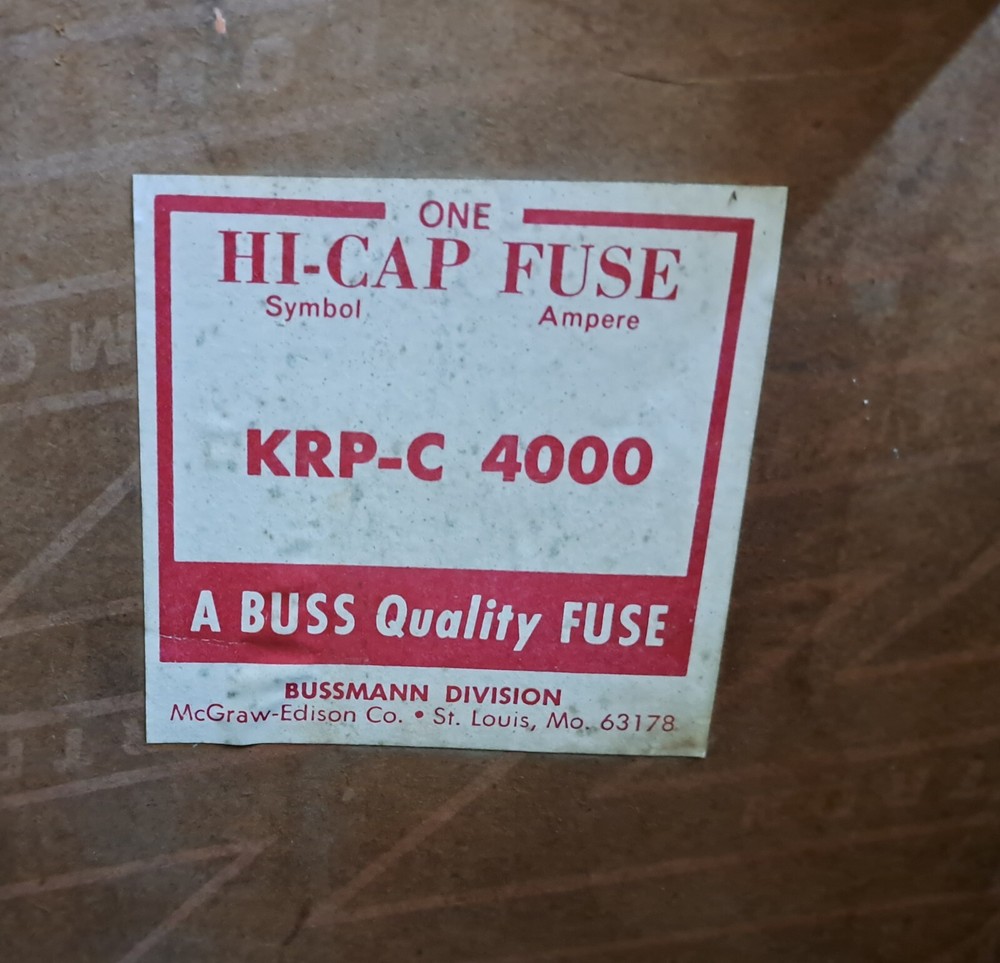 ONE
HI-CAP FUSE
Symbol Ampere
KRP-C 4000
A BUSS Quality FUSE
BUSSMANN DIVISION
McGraw-Edison Co. • St. Louis, Mo. 63178